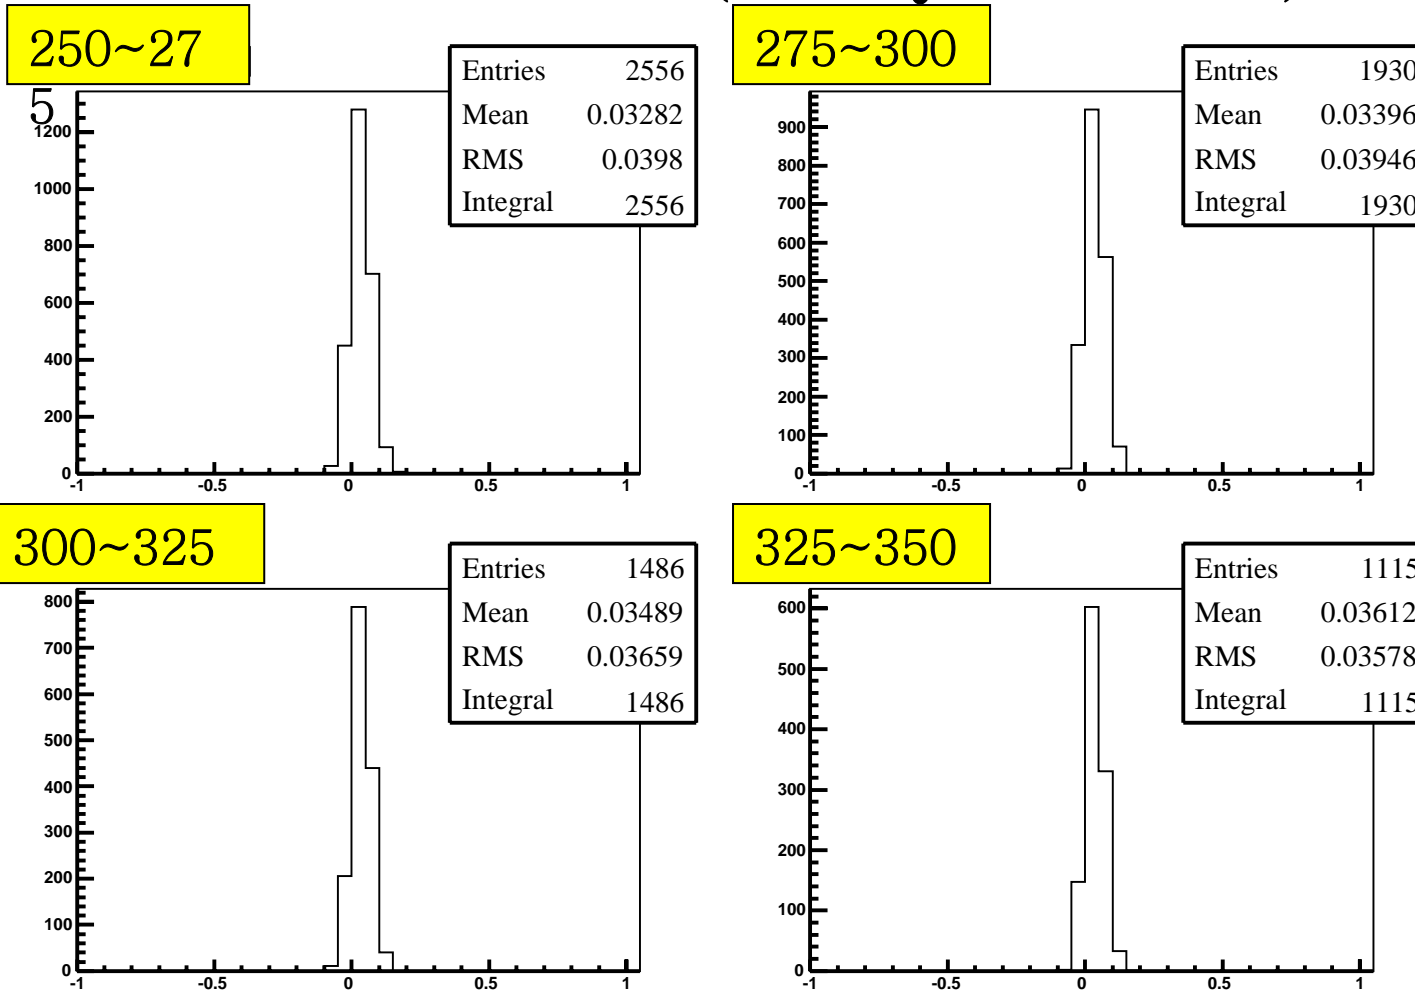 250~27
5
Entries 2556
Mean 0.03282
RMS 0.0398
Integral 2556
1200
1000
800
600
400
200
0
-1 -0.5 0 0.5 1
275~300
Entries 1930
Mean 0.03396
RMS 0.03946
Integral 1930
900
800
700
600
500
400
300
200
100
0
-1 -0.5 0 0.5 1
300~325
Entries 1486
Mean 0.03489
RMS 0.03659
Integral 1486
800
700
600
500
400
300
200
100
0
-1 -0.5 0 0.5 1
325~350
Entries 1115
Mean 0.03612
RMS 0.03578
Integral 1115
600
500
400
300
200
100
0
-1 -0.5 0 0.5 1